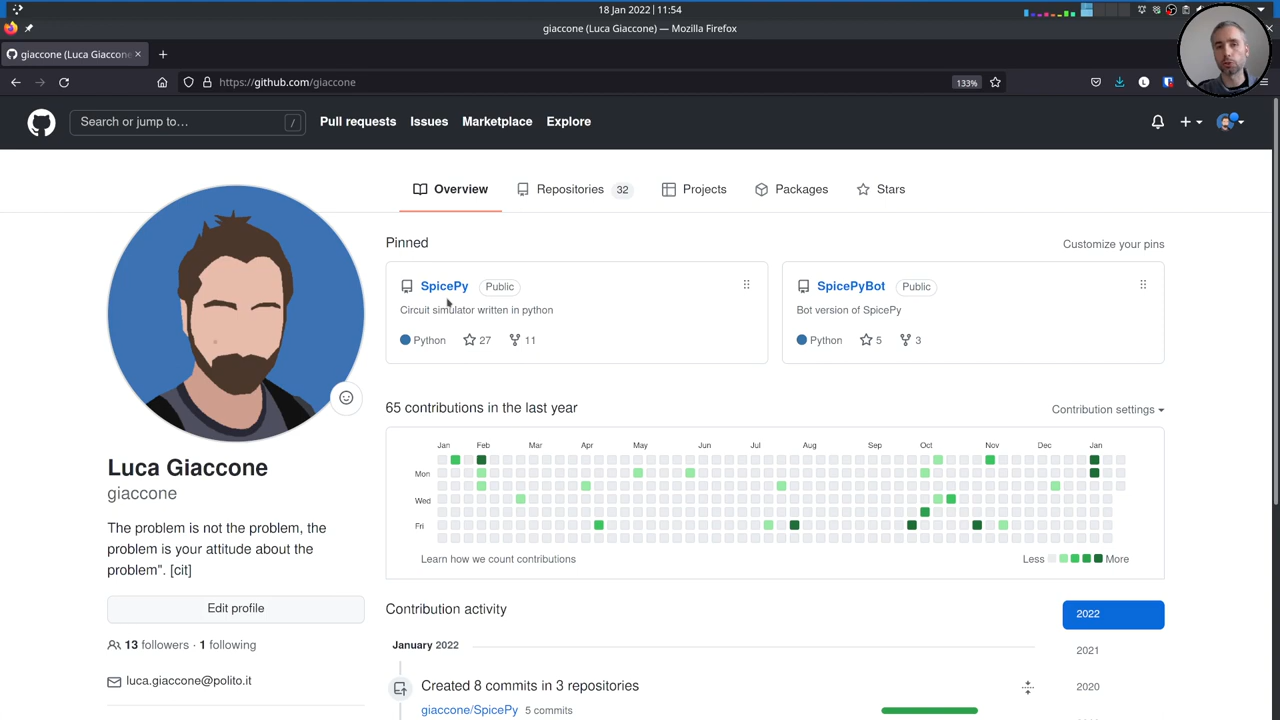 18 Jan 2022 | 11:54
giaccone (Luca Giaccone) — Mozilla Firefox
giaccone (Luca Giaccone
https://github.com/giaccone
133%
Search or jump to…
/
Pull requests
Issues
Marketplace
Explore
Overview
Repositories 32
Projects
Packages
Stars
Pinned
Customize your pins
SpicePy Public
Circuit simulator written in python
Python 27 11
SpicePyBot Public
Bot version of SpicePy
Python 5 3
65 contributions in the last year
Contribution settings
Jan Feb Mar Apr May Jun Jul Aug Sep Oct Nov Dec Jan
Mon
Wed
Fri
Learn how we count contributions
Less More
Luca Giaccone
giaccone
The problem is not the problem, the
problem is your attitude about the
problem". [cit]
Edit profile
13 followers · 1 following
luca.giaccone@polito.it
Contribution activity
2022
2021
2020
January 2022
Created 8 commits in 3 repositories
giaccone/SpicePy 5 commits